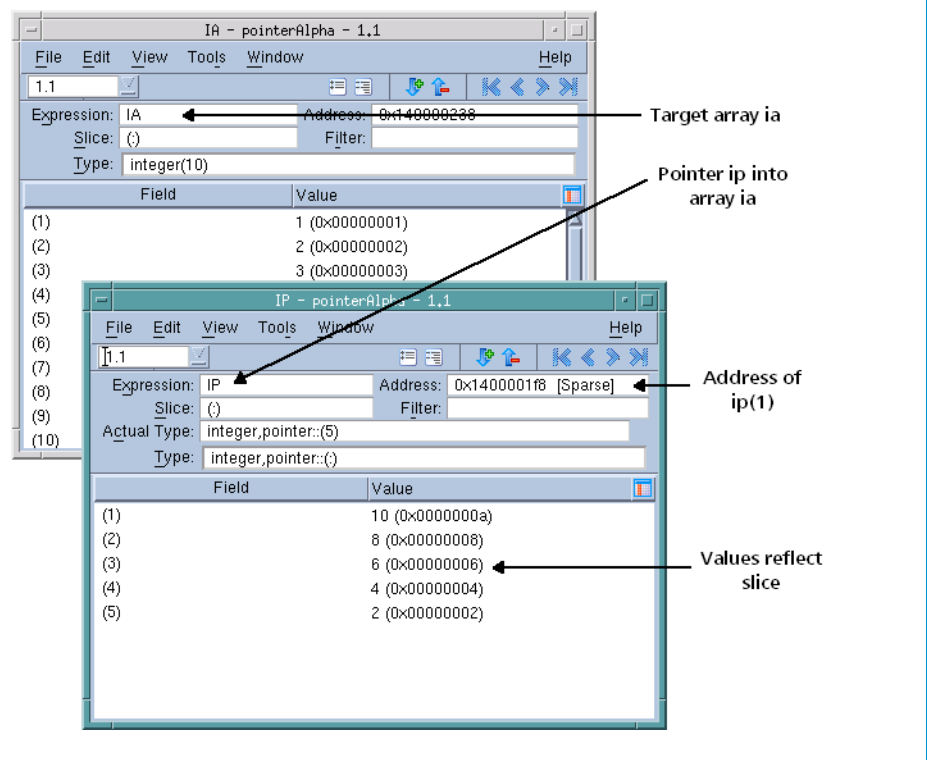 IA - pointerAlpha - 1.1
File Edit View Tools Window Help
1.1
Expression: IA Address: 0x140000238
Slice: (:) Filter:
Type: integer(10)
Field Value
(1) 1 (0x00000001)
(2) 2 (0x00000002)
(3) 3 (0x00000003)
(4)
(5)
(6)
(7)
(8)
(9)
(10)
IP - pointerAlpha - 1.1
File Edit View Tools Window Help
1.1
Expression: IP Address: 0x1400001f8 [Sparse]
Slice: (:) Filter:
Actual Type: integer,pointer::(5)
Type: integer,pointer::(:)
Field Value
(1) 10 (0x0000000a)
(2) 8 (0x00000008)
(3) 6 (0x00000006)
(4) 4 (0x00000004)
(5) 2 (0x00000002)
Target array ia
Pointer ip into
array ia
Address of
ip(1)
Values reflect
slice